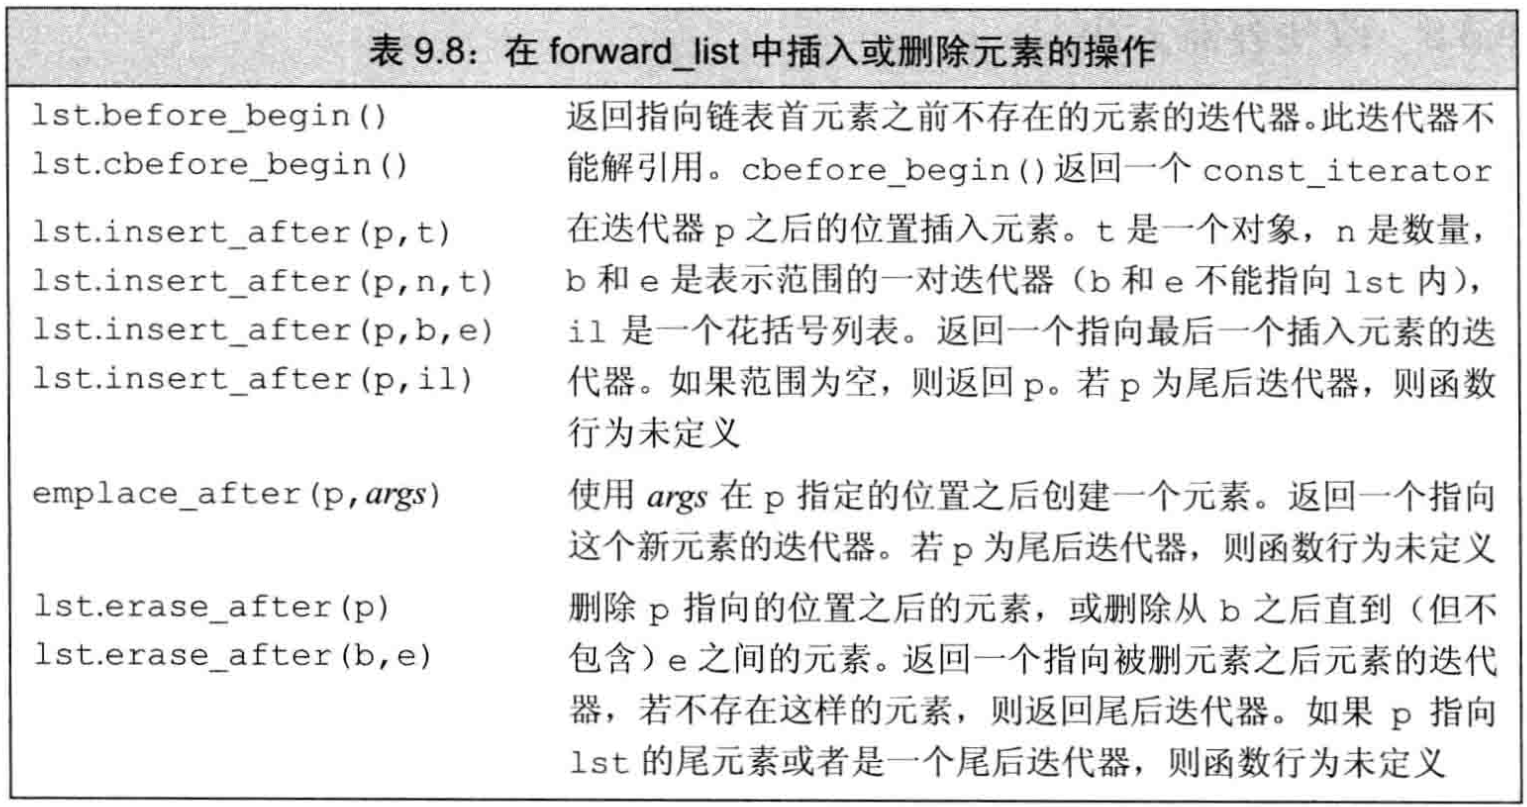 表 9.8：在 forward_list 中插入或删除元素的操作
lst.before_begin() 返回指向链表首元素之前不存在的元素的迭代器。此迭代器不
lst.cbefore_begin() 能解引用。cbefore_begin()返回一个 const_iterator
lst.insert_after(p,t) 在迭代器 p 之后的位置插入元素。t 是一个对象，n 是数量，
lst.insert_after(p,n,t) b 和 e 是表示范围的一对迭代器（b 和 e 不能指向 lst 内），
lst.insert_after(p,b,e) il 是一个花括号列表。返回一个指向最后一个插入元素的迭
lst.insert_after(p,il) 代器。如果范围为空，则返回 p。若 p 为尾后迭代器，则函数
行为未定义
emplace_after(p,args) 使用 args 在 p 指定的位置之后创建一个元素。返回一个指向
这个新元素的迭代器。若 p 为尾后迭代器，则函数行为未定义
lst.erase_after(p) 删除 p 指向的位置之后的元素，或删除从 b 之后直到（但不
lst.erase_after(b,e) 包含）e 之间的元素。返回一个指向被删元素之后元素的迭代
器，若不存在这样的元素，则返回尾后迭代器。如果 p 指向
lst 的尾元素或者是一个尾后迭代器，则函数行为未定义